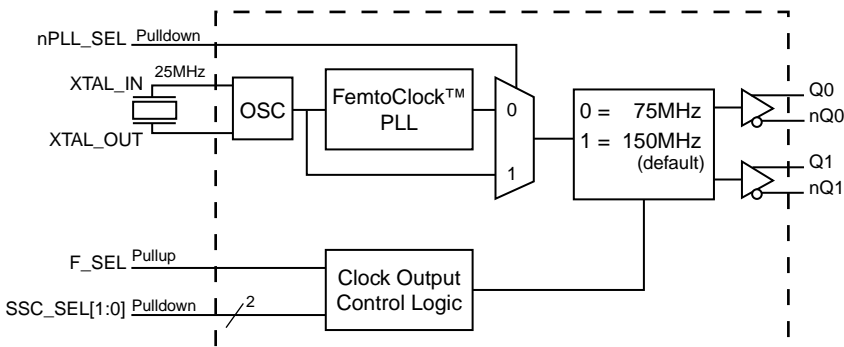 nPLL_SEL Pulldown
XTAL_IN 25MHz
XTAL_OUT
OSC
FemtoClock™
PLL
0
1
0 = 75MHz
1 = 150MHz
(default)
Q0
nQ0
Q1
nQ1
F_SEL Pullup
SSC_SEL[1:0] Pulldown
2
Clock Output
Control Logic